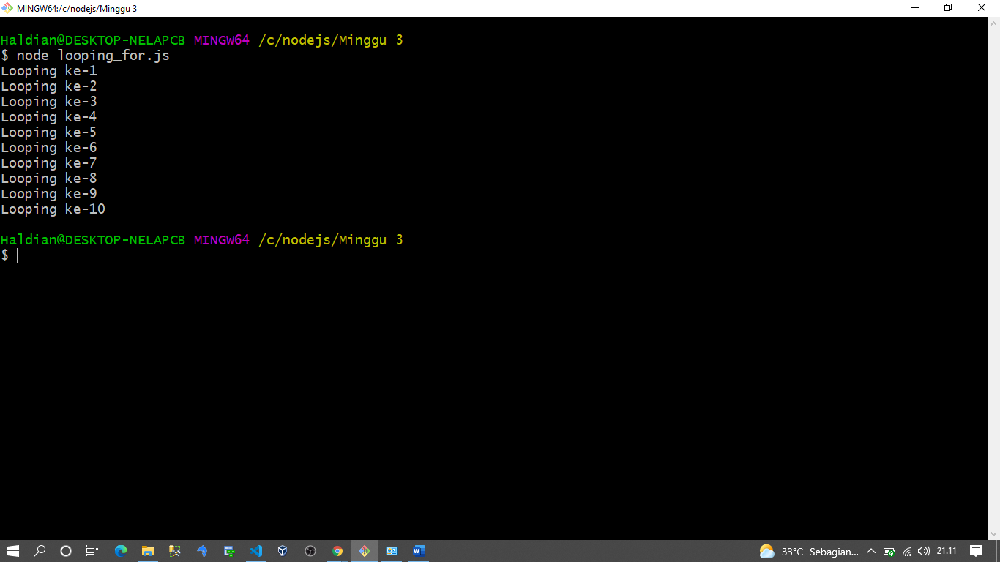 MINGW64:/c/nodejs/Minggu 3
Haldian@DESKTOP-NELAPCB MINGW64 /c/nodejs/Minggu 3
$ node looping_for.js
Looping ke-1
Looping ke-2
Looping ke-3
Looping ke-4
Looping ke-5
Looping ke-6
Looping ke-7
Looping ke-8
Looping ke-9
Looping ke-10
Haldian@DESKTOP-NELAPCB MINGW64 /c/nodejs/Minggu 3
$
33°C Sebagian... 21.11